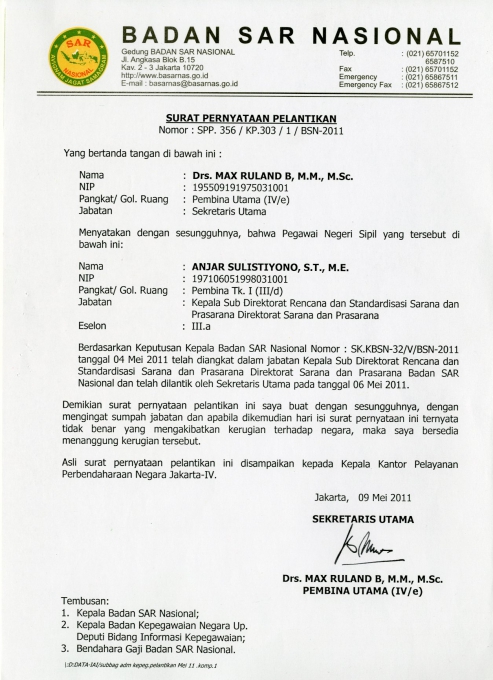 BADAN SAR NASIONAL
SAR
NASIONAL
AVIGNAM JAGAT SAMAGRAM
Gedung BADAN SAR NASIONAL
Jl. Angkasa Blok B.15
Kav. 2 - 3 Jakarta 10720
http://www.basarnas.go.id
E-mail : basarnas@basarnas.go.id
Telp. : (021) 65701152
6587510
Fax : (021) 65701152
Emergency : (021) 65867511
Emergency Fax : (021) 65867512
SURAT PERNYATAAN PELANTIKAN
Nomor : SPP. 356 / KP.303 / 1 / BSN-2011
Yang bertanda tangan di bawah ini :
Nama : Drs. MAX RULAND B, M.M., M.Sc.
NIP : 195509191975031001
Pangkat/ Gol. Ruang : Pembina Utama (IV/e)
Jabatan : Sekretaris Utama
Menyatakan dengan sesungguhnya, bahwa Pegawai Negeri Sipil yang tersebut di
bawah ini:
Nama : ANJAR SULISTIYONO, S.T., M.E.
NIP : 197106051998031001
Pangkat/ Gol. Ruang : Pembina Tk. I (III/d)
Jabatan : Kepala Sub Direktorat Rencana dan Standardisasi Sarana dan
Prasarana Direktorat Sarana dan Prasarana
Eselon : III.a
Berdasarkan Keputusan Kepala Badan SAR Nasional Nomor : SK.KBSN-32/V/BSN-2011
tanggal 04 Mei 2011 telah diangkat dalam jabatan Kepala Sub Direktorat Rencana dan
Standardisasi Sarana dan Prasarana Direktorat Sarana dan Prasarana Badan SAR
Nasional dan telah dilantik oleh Sekretaris Utama pada tanggal 06 Mei 2011.
Demikian surat pernyataan pelantikan ini saya buat dengan sesungguhnya, dengan
mengingat sumpah jabatan dan apabila dikemudian hari isi surat pernyataan ini ternyata
tidak benar yang mengakibatkan kerugian terhadap negara, maka saya bersedia
menanggung kerugian tersebut.
Asli surat pernyataan pelantikan ini disampaikan kepada Kepala Kantor Pelayanan
Perbendaharaan Negara Jakarta-IV.
Jakarta, 09 Mei 2011
SEKRETARIS UTAMA
Drs. MAX RULAND B, M.M., M.Sc.
PEMBINA UTAMA (IV/e)
Tembusan:
1. Kepala Badan SAR Nasional;
2. Kepala Badan Kepegawaian Negara Up.
Deputi Bidang Informasi Kepegawaian;
3. Bendahara Gaji Badan SAR Nasional.
|:D:DATA-IAI/subbag adm kepeg.pelantikan Mei 11 .komp.1